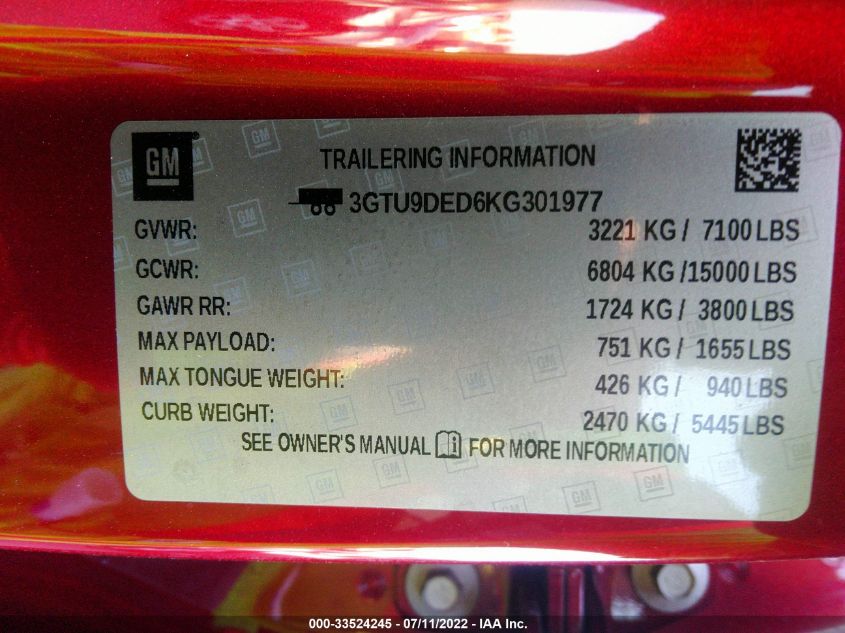 GM
TRAILERING INFORMATION
3GTU9DED6KG301977
GVWR: 3221 KG / 7100 LBS
GCWR: 6804 KG /15000 LBS
GAWR RR: 1724 KG / 3800 LBS
MAX PAYLOAD: 751 KG / 1655 LBS
MAX TONGUE WEIGHT: 426 KG / 940 LBS
CURB WEIGHT: 2470 KG / 5445 LBS
SEE OWNER'S MANUAL FOR MORE INFORMATION
000-33524245 - 07/11/2022 - IAA Inc.